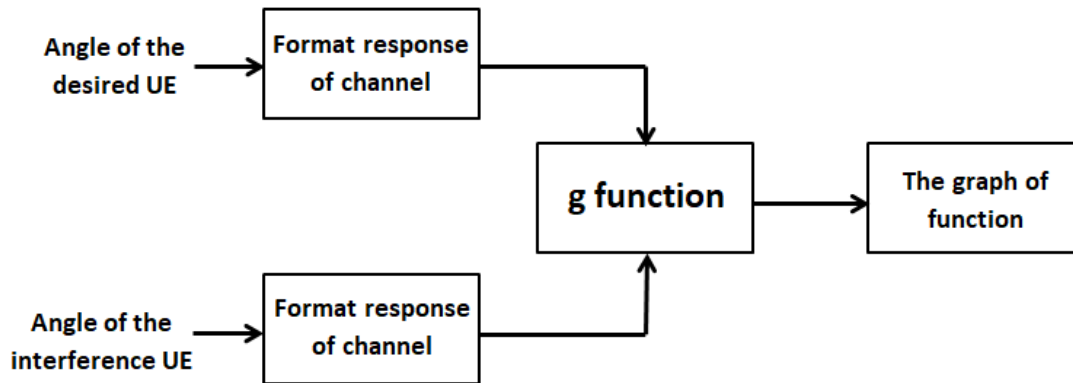 Angle of the
desired UE
Format response
of channel
g function
The graph of
function
Angle of the
interference UE
Format response
of channel